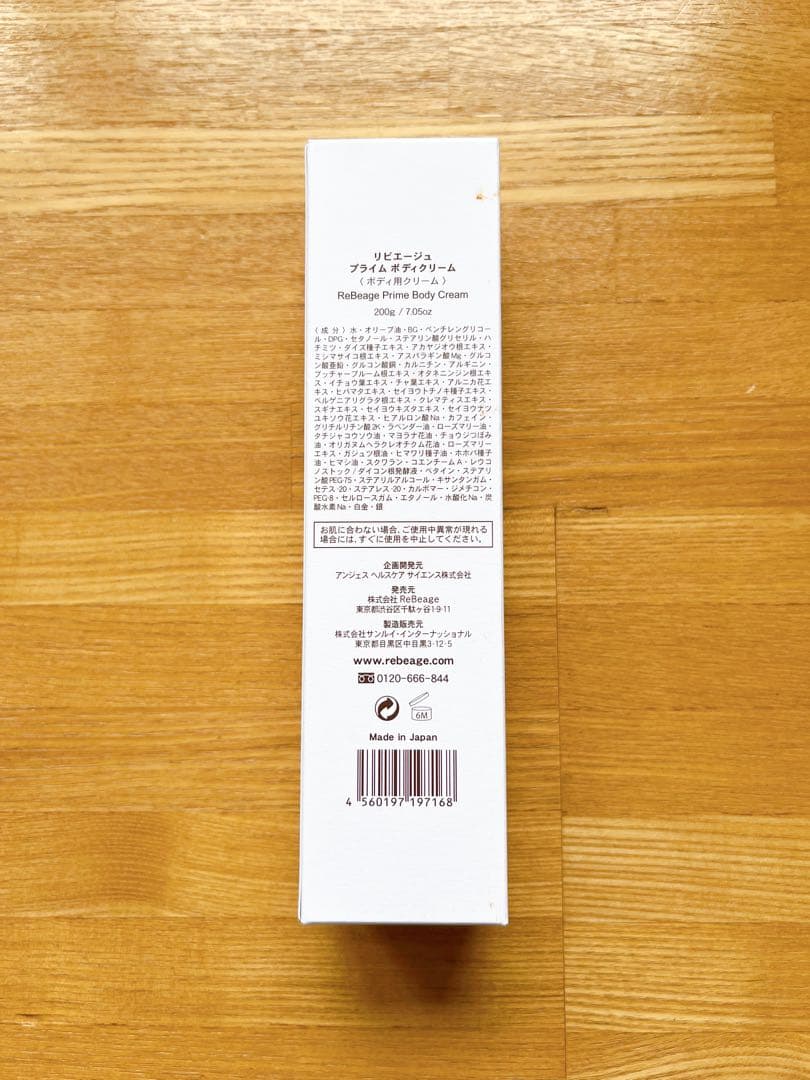 リビエージュ
プライム ボディクリーム
〈 ボディ用クリーム 〉
ReBeage Prime Body Cream
200g / 7.05oz
〈 成 分 〉水・オリーブ油・BG・ペンチレングリコー
ル・DPG・セタノール・ステアリン酸グリセリル・ハ
チミツ・ダイズ種子エキス・アカヤジオウ根エキス・
ミシマサイコ根エキス・アスパラギン酸Mg・グルコ
ン酸亜鉛・グルコン酸銅・カルニチン・アルギニン・
ブッチャーブルーム根エキス・オタネニンジン根エキ
ス・イチョウ葉エキス・チャ葉エキス・アルニカ花エ
キス・ヒバマタエキス・セイヨウトチノキ種子エキス・
ベルゲニアリグラタ根エキス・クレマティスエキス・
スギナエキス・セイヨウキズタエキス・セイヨウナツ
ユキソウ花エキス・ヒアルロン酸Na・カフェイン・
グリチルリチン酸2K・ラベンダー油・ローズマリー油・
タチジャコウソウ油・マヨラナ花油・チョウジつぼみ
油・オリガヌムヘラクレオチクム花油・ローズマリー
エキス・ガジュツ根油・ヒマワリ種子油・ホホバ種子
油・ヒマシ油・スクワラン・コエンチームA・レウコ
ノストック/ダイコン根発酵液・ベタイン・ステアリ
ン酸PEG-75・ステアリルアルコール・キサンタンガム・
セテス-20・ステアレス-20・カルボマー・ジメチコン・
PEG-8・セルロースガム・エタノール・水酸化Na・炭
酸水素Na・白金・銀
お肌に合わない場合、ご使用中異常が現れる
場合には、すぐに使用を中止してください。
企画開発元
アンジェス ヘルスケア サイエンス株式会社
発売元
株式会社 ReBeage
東京都渋谷区千駄ヶ谷1-9-11
製造販売元
株式会社サンルイ・インターナッショナル
東京都目黒区中目黒3-12-5
www.rebeage.com
0120-666-844
6M
Made in Japan
4 560197 197168